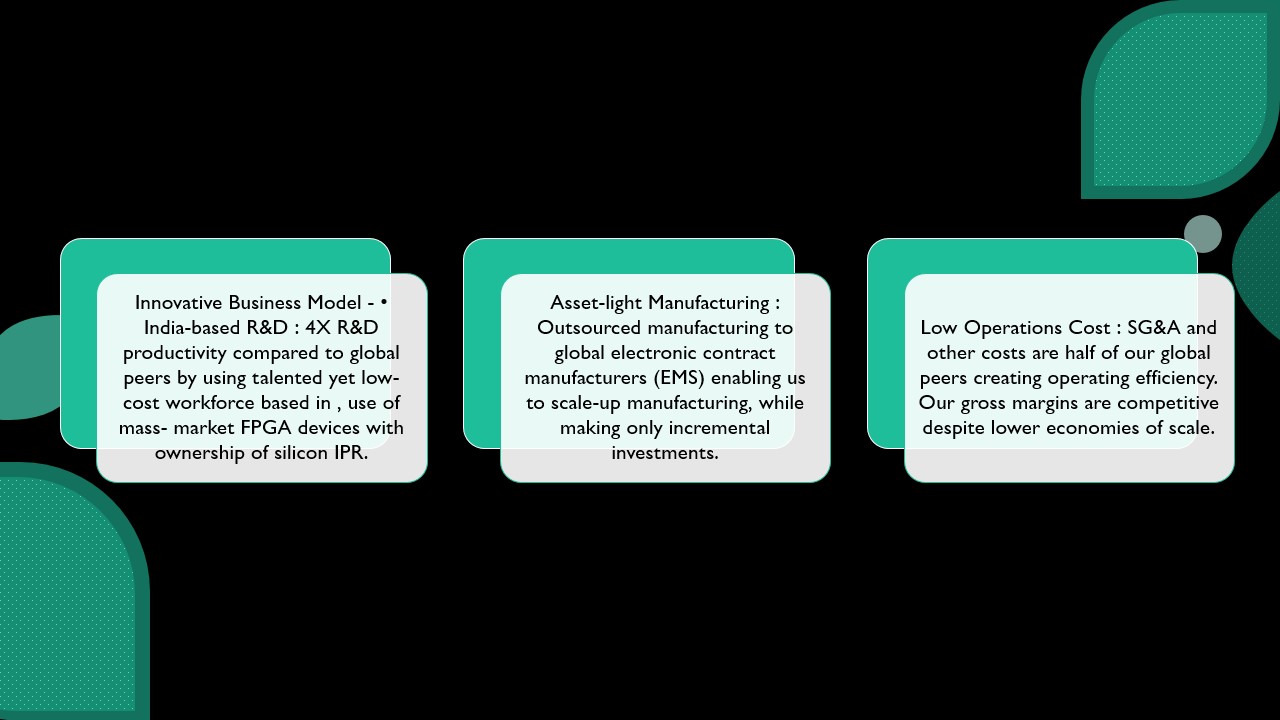 Innovative Business Model - •
India-based R&D : 4X R&D
productivity compared to global
peers by using talented yet low-
cost workforce based in , use of
mass- market FPGA devices with
ownership of silicon IPR.
Asset-light Manufacturing :
Outsourced manufacturing to
global electronic contract
manufacturers (EMS) enabling us
to scale-up manufacturing, while
making only incremental
investments.
Low Operations Cost : SG&A and
other costs are half of our global
peers creating operating efficiency.
Our gross margins are competitive
despite lower economies of scale.